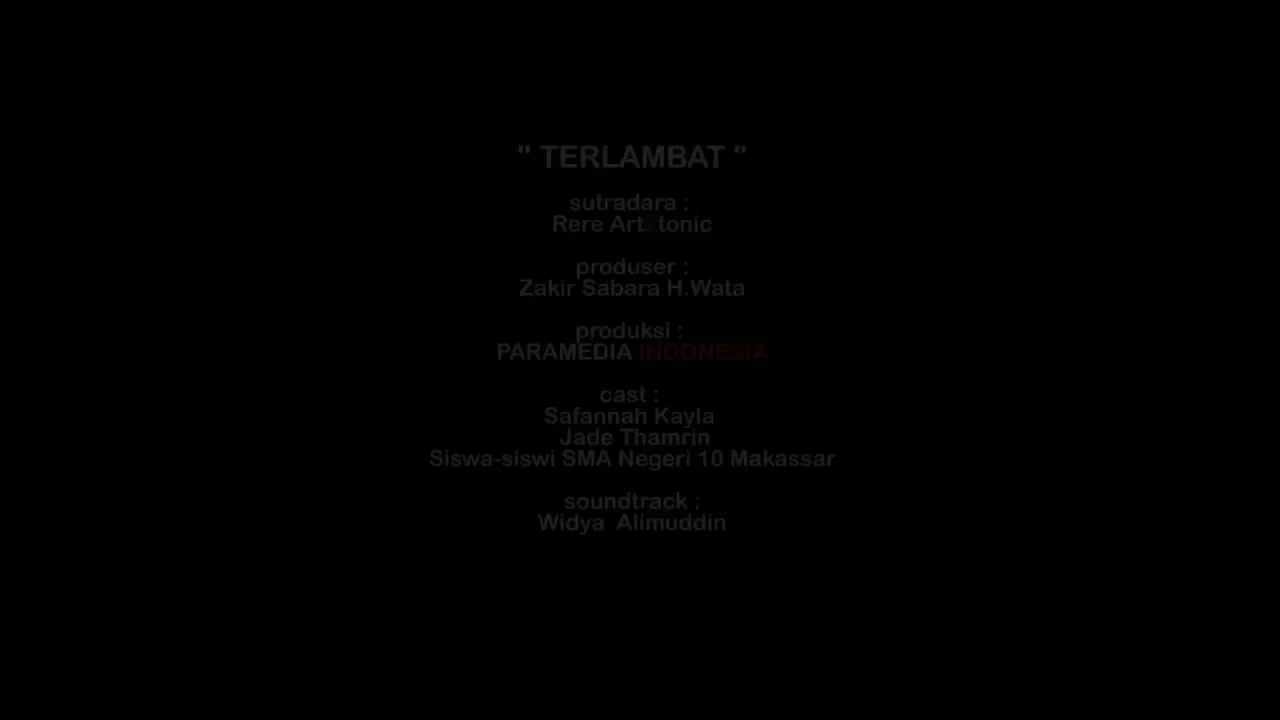 " TERLAMBAT "
sutradara :
Rere Art2tonic
produser :
Zakir Sabara H.Wata
produksi :
PARAMEDIA INDONESIA
cast :
Safannah Kayla
Jade Thamrin
Siswa-siswi SMA Negeri 10 Makassar
soundtrack :
Widya Alimuddin